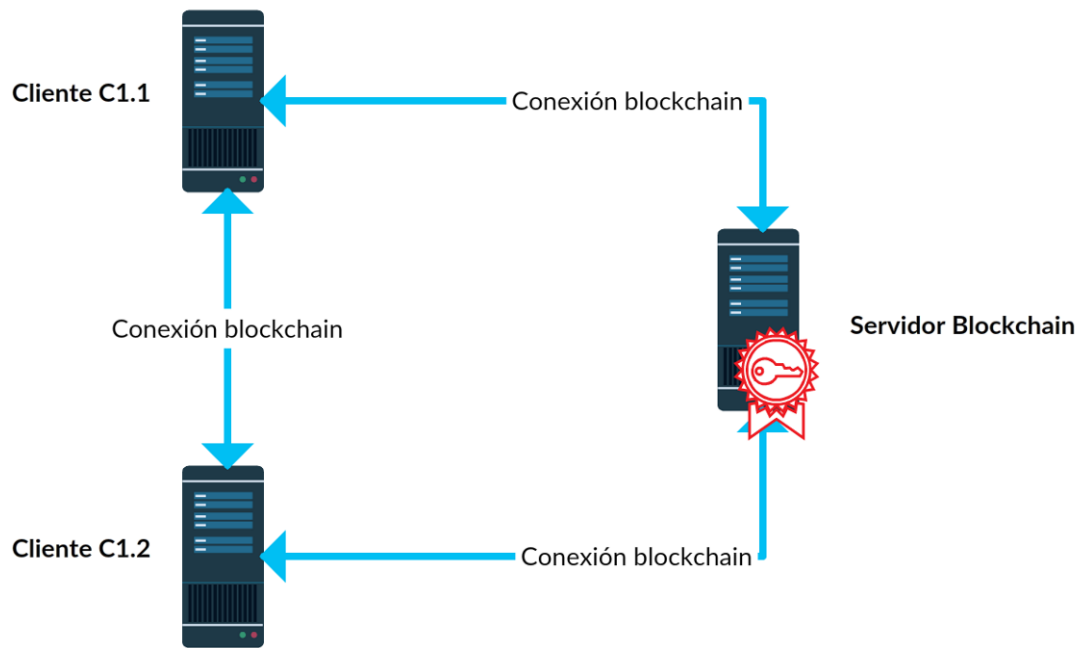 Cliente C1.1
Conexión blockchain
Conexión blockchain
Servidor Blockchain
Cliente C1.2
Conexión blockchain